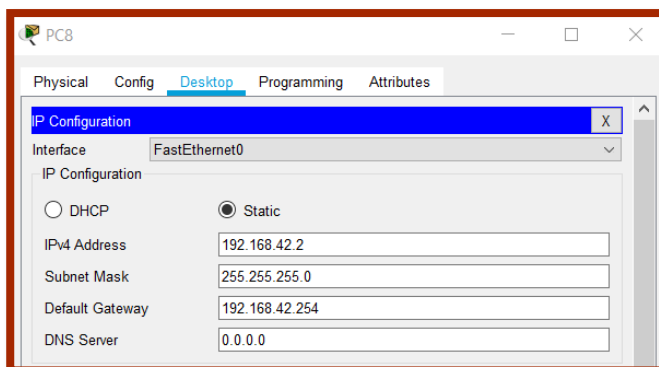 PC8
Physical Config Desktop Programming Attributes
IP Configuration X
Interface FastEthernet0
IP Configuration
DHCP Static
IPv4 Address 192.168.42.2
Subnet Mask 255.255.255.0
Default Gateway 192.168.42.254
DNS Server 0.0.0.0